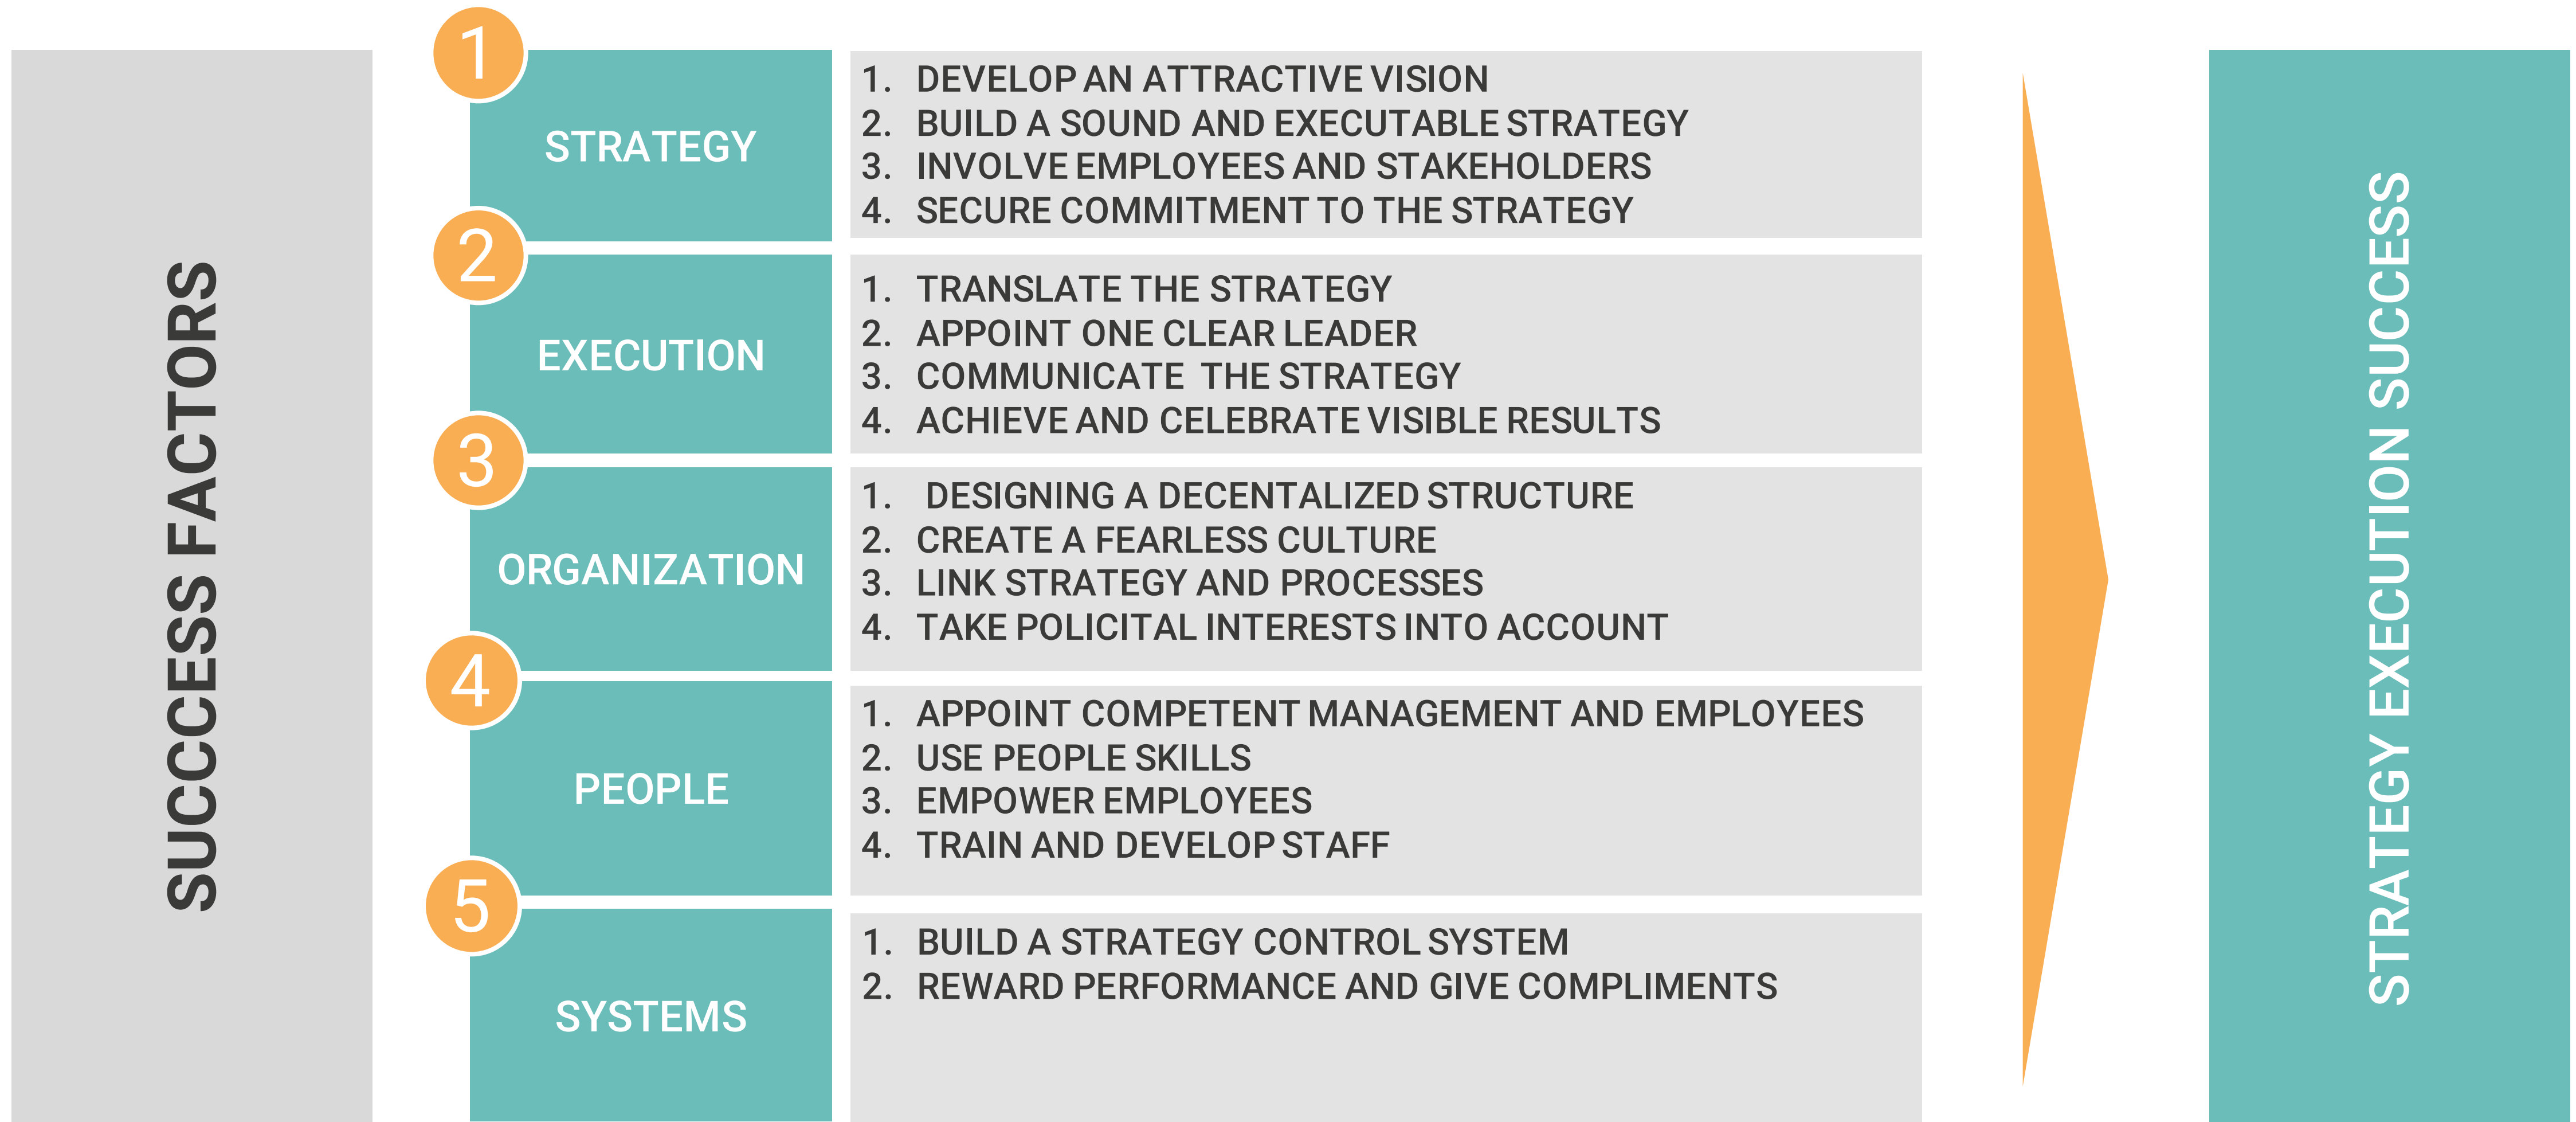 SUCCESS FACTORS
1
STRATEGY
1. DEVELOP AN ATTRACTIVE VISION
2. BUILD A SOUND AND EXECUTABLE STRATEGY
3. INVOLVE EMPLOYEES AND STAKEHOLDERS
4. SECURE COMMITMENT TO THE STRATEGY
2
EXECUTION
1. TRANSLATE THE STRATEGY
2. APPOINT ONE CLEAR LEADER
3. COMMUNICATE THE STRATEGY
4. ACHIEVE AND CELEBRATE VISIBLE RESULTS
3
ORGANIZATION
1. DESIGNING A DECENTALIZED STRUCTURE
2. CREATE A FEARLESS CULTURE
3. LINK STRATEGY AND PROCESSES
4. TAKE POLICITAL INTERESTS INTO ACCOUNT
4
PEOPLE
1. APPOINT COMPETENT MANAGEMENT AND EMPLOYEES
2. USE PEOPLE SKILLS
3. EMPOWER EMPLOYEES
4. TRAIN AND DEVELOP STAFF
5
SYSTEMS
1. BUILD A STRATEGY CONTROL SYSTEM
2. REWARD PERFORMANCE AND GIVE COMPLIMENTS
STRATEGY EXECUTION SUCCESS